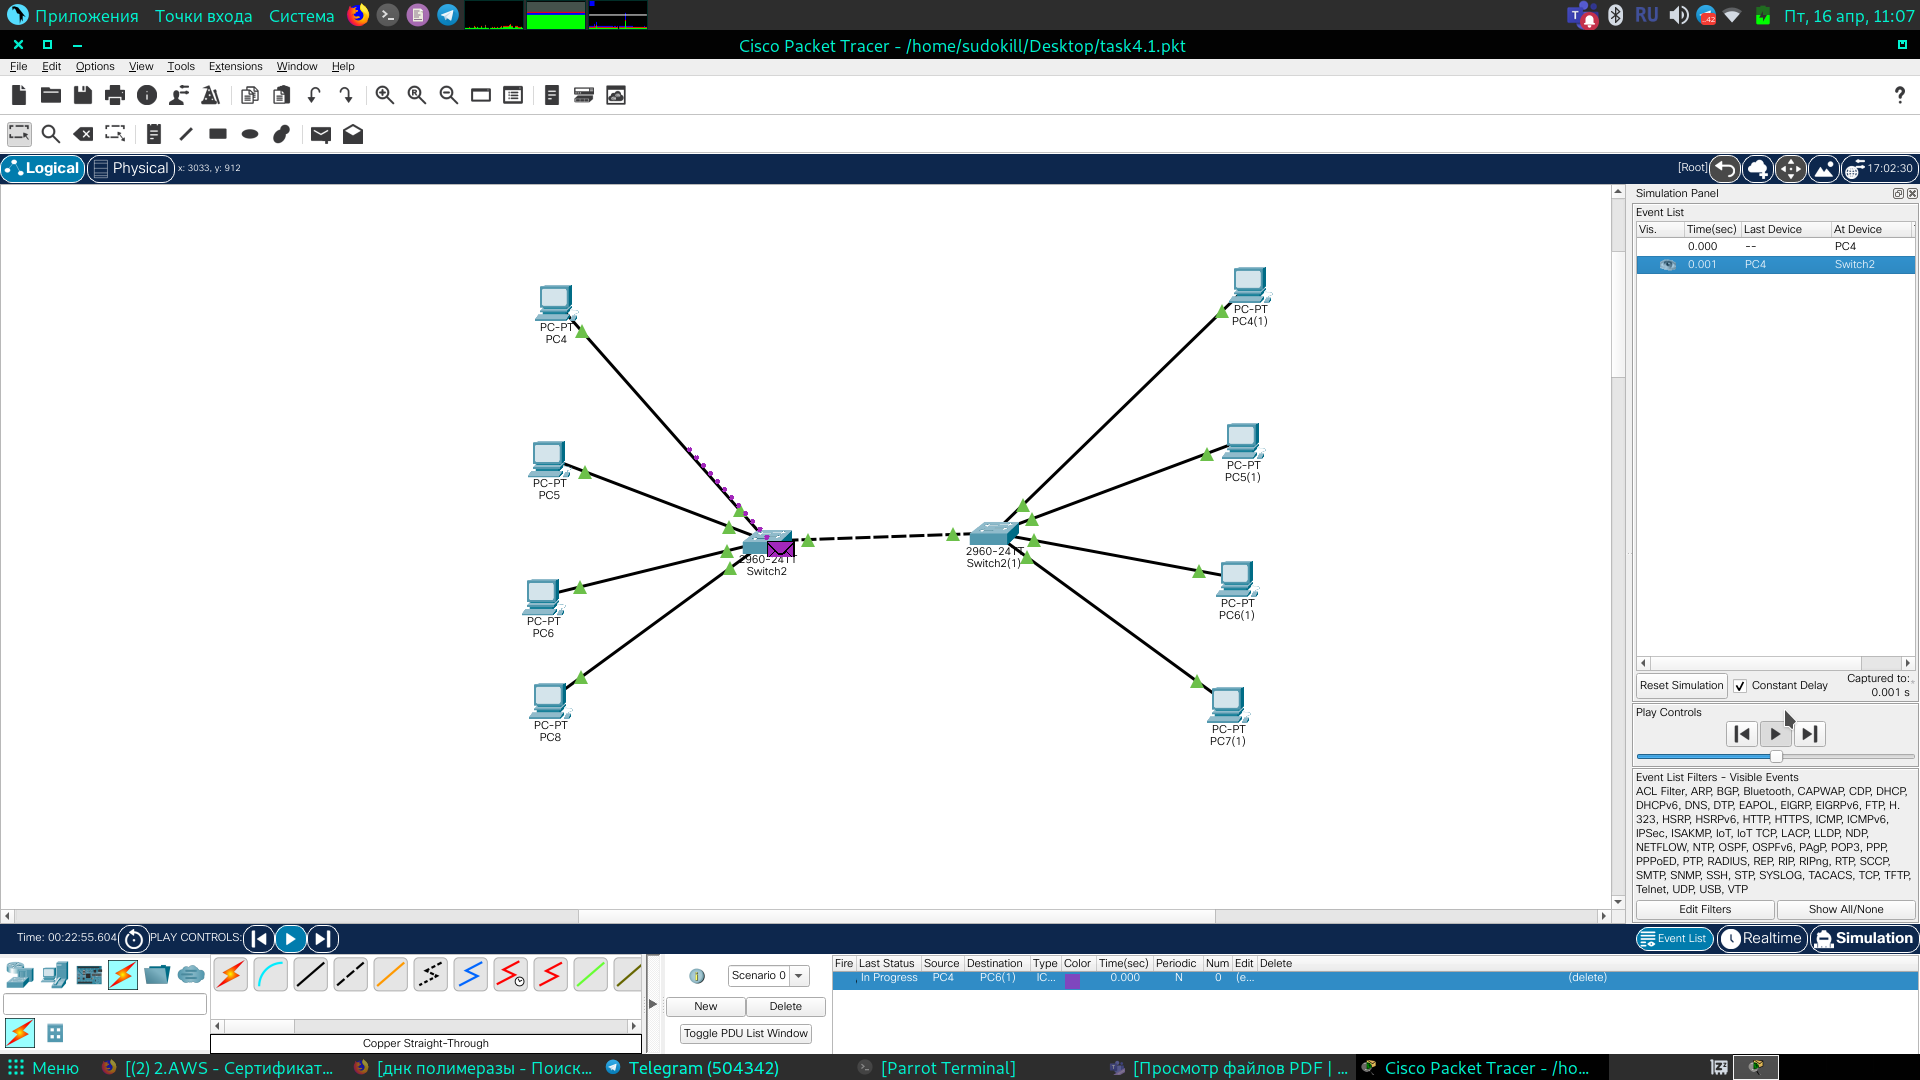 Приложения Точки входа Система RU 42 Пт, 16 апр, 11:07
Cisco Packet Tracer - /home/sudokill/Desktop/task4.1.pkt
File Edit Options View Tools Extensions Window Help
Logical Physical x: 3033, y: 912 [Root] 17:02:30
Simulation Panel
Event List
Vis. Time(sec) Last Device At Device
0.000 -- PC4
0.001 PC4 Switch2
PC-PT
PC4
PC-PT
PC4(1)
PC-PT
PC5
PC-PT
PC5(1)
2960-24TT
Switch2
2960-24TT
Switch2(1)
PC-PT
PC6
PC-PT
PC6(1)
PC-PT
PC8
PC-PT
PC7(1)
Reset Simulation Constant Delay Captured to:
0.001 s
Play Controls
Event List Filters - Visible Events
ACL Filter, ARP, BGP, Bluetooth, CAPWAP, CDP, DHCP,
DHCPv6, DNS, DTP, EAPOL, EIGRP, EIGRPv6, FTP, H.
323, HSRP, HSRPv6, HTTP, HTTPS, ICMP, ICMPv6,
IPSec, ISAKMP, IoT, IoT TCP, LACP, LLDP, NDP,
NETFLOW, NTP, OSPF, OSPFv6, PAgP, POP3, PPP,
PPPoED, PTP, RADIUS, REP, RIP, RIPng, RTP, SCCP,
SMTP, SNMP, SSH, STP, SYSLOG, TACACS, TCP, TFTP,
Telnet, UDP, USB, VTP
Edit Filters Show All/None
Time: 00:22:55.604 PLAY CONTROLS: Event List Realtime Simulation
Scenario 0
New Delete
Toggle PDU List Window
Fire Last Status Source Destination Type Color Time(sec) Periodic Num Edit Delete
In Progress PC4 PC6(1) IC... 0.000 N 0 (e... (delete)
Copper Straight-Through
Меню [(2) 2.AWS - Сертификат... [днк полимеразы - Поиск... Telegram (504342) [Parrot Terminal] [Просмотр файлов PDF | ... Cisco Packet Tracer - /ho...